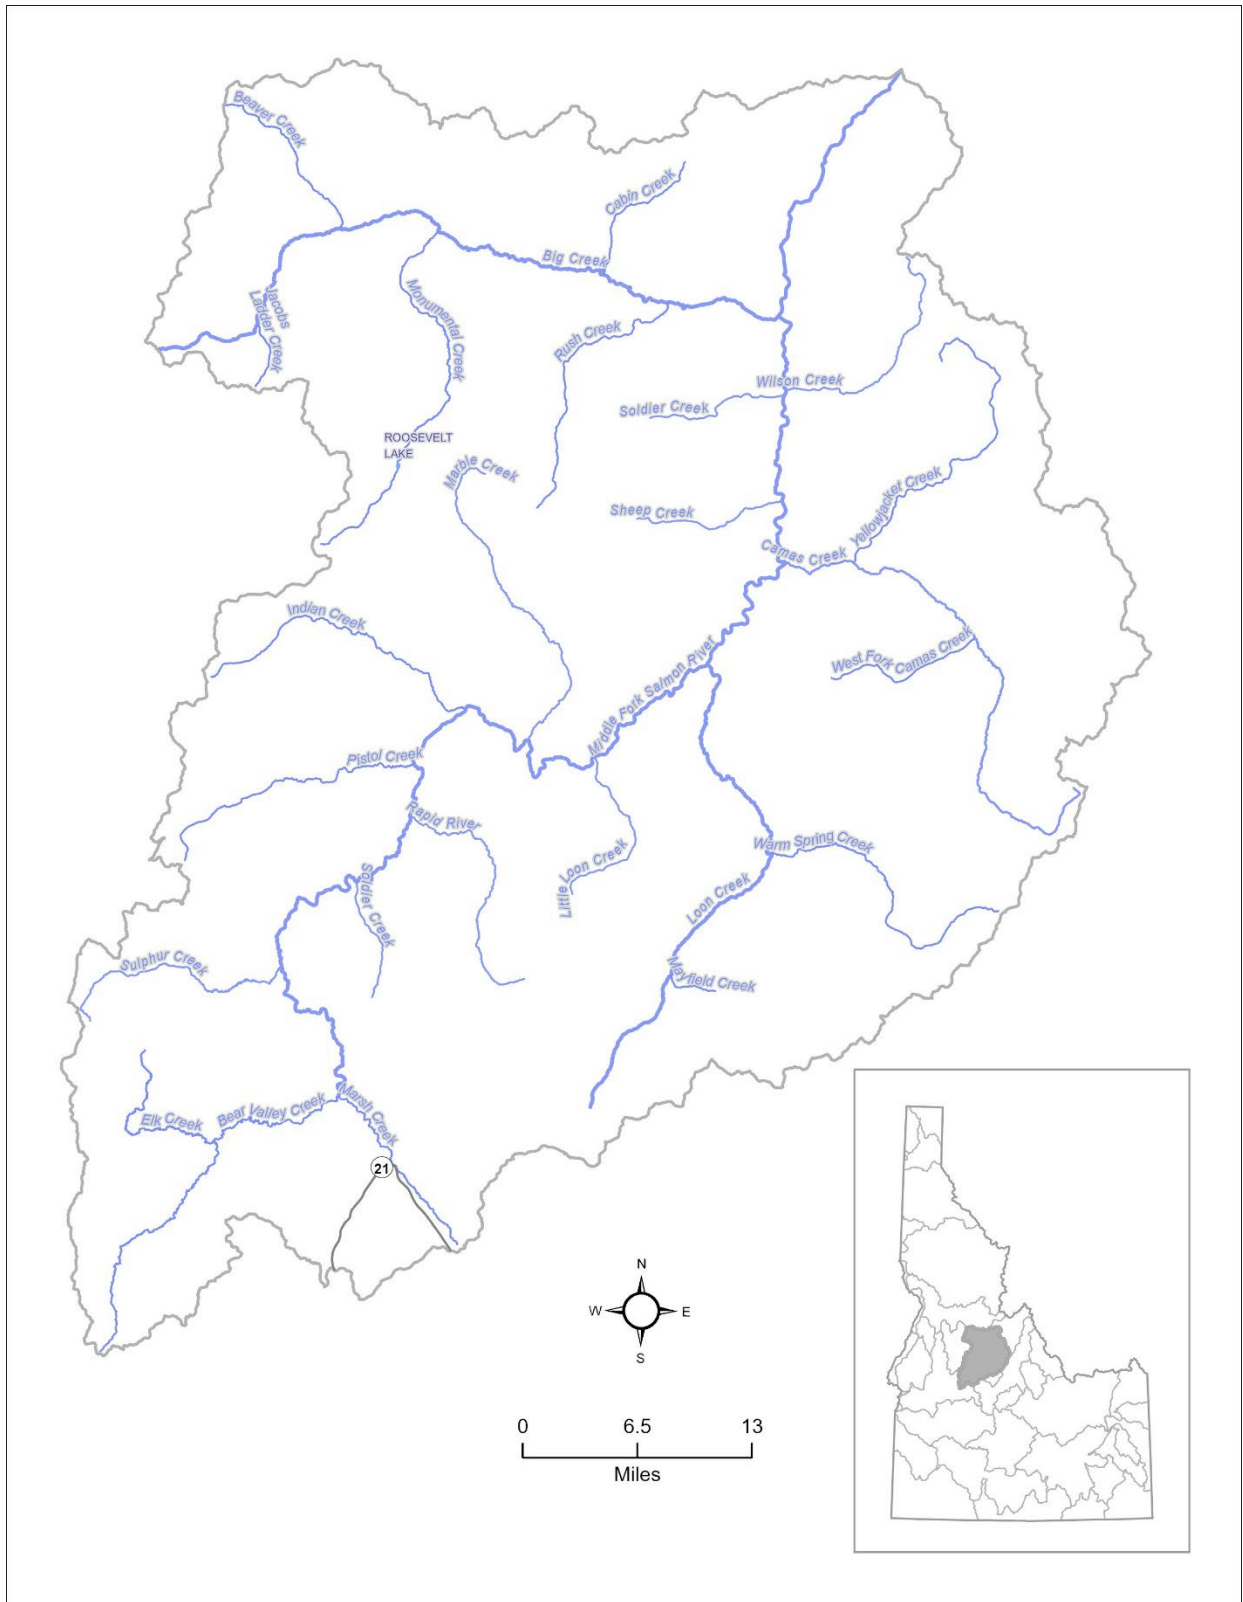 Beaver Creek
Cabin Creek
Big Creek
Jacobs
Ladder Creek
Monumental Creek
Rush Creek
Wilson Creek
Soldier Creek
ROOSEVELT
LAKE
Marble Creek
Yellowjacket Creek
Sheep Creek
Camas Creek
Indian Creek
West Fork Camas Creek
Middle Fork Salmon River
Pistol Creek
Rapid River
Warm Spring Creek
Little Loon Creek
Soldier Creek
Loon Creek
Sulphur Creek
Mayfield Creek
Marsh Creek
Bear Valley Creek
Elk Creek
21
N
W E
S
0 6.5 13
Miles